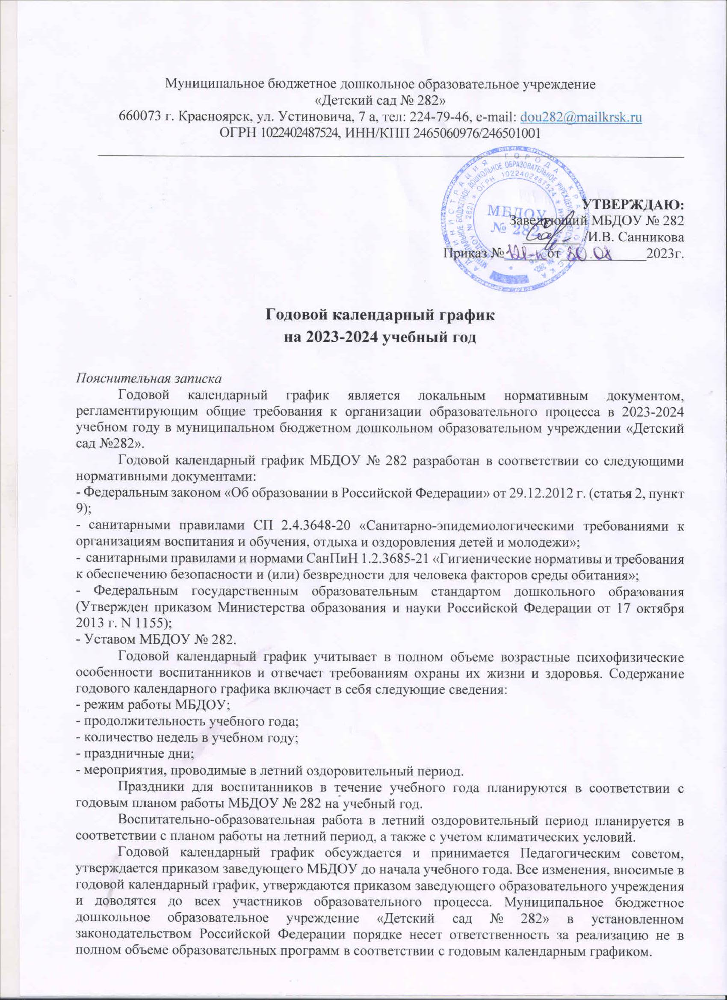 Муниципальное бюджетное дошкольное образовательное учреждение
«Детский сад № 282»
660073 г. Красноярск, ул. Устиновича, 7 а, тел: 224-79-46, e-mail: dou282@mailkrsk.ru
ОГРН 1022402487524, ИНН/КПП 2465060976/246501001
АДМИНИСТРАЦИЯ ГОРОДА КРАСНОЯРСКА
МУНИЦИПАЛЬНОЕ БЮДЖЕТНОЕ ДОШКОЛЬНОЕ ОБРАЗОВАТЕЛЬНОЕ УЧРЕЖДЕНИЕ
(МБДОУ № 282) * ОГРН 1022402487524 *
МБДОУ
№ 282
УТВЕРЖДАЮ:
Заведующий МБДОУ № 282
/И.В. Санникова
Приказ № от 30.08 2023г.
Годовой календарный график
на 2023-2024 учебный год
Пояснительная записка
Годовой календарный график является локальным нормативным документом,
регламентирующим общие требования к организации образовательного процесса в 2023-2024
учебном году в муниципальном бюджетном дошкольном образовательном учреждении «Детский
сад №282».
Годовой календарный график МБДОУ № 282 разработан в соответствии со следующими
нормативными документами:
- Федеральным законом «Об образовании в Российской Федерации» от 29.12.2012 г. (статья 2, пункт
9);
- санитарными правилами СП 2.4.3648-20 «Санитарно-эпидемиологическими требованиями к
организациям воспитания и обучения, отдыха и оздоровления детей и молодежи»;
- санитарными правилами и нормами СанПиН 1.2.3685-21 «Гигиенические нормативы и требования
к обеспечению безопасности и (или) безвредности для человека факторов среды обитания»;
- Федеральным государственным образовательным стандартом дошкольного образования
(Утвержден приказом Министерства образования и науки Российской Федерации от 17 октября
2013 г. N 1155);
- Уставом МБДОУ № 282.
Годовой календарный график учитывает в полном объеме возрастные психофизические
особенности воспитанников и отвечает требованиям охраны их жизни и здоровья. Содержание
годового календарного графика включает в себя следующие сведения:
- режим работы МБДОУ;
- продолжительность учебного года;
- количество недель в учебном году;
- праздничные дни;
- мероприятия, проводимые в летний оздоровительный период.
Праздники для воспитанников в течение учебного года планируются в соответствии с
годовым планом работы МБДОУ № 282 на учебный год.
Воспитательно-образовательная работа в летний оздоровительный период планируется в
соответствии с планом работы на летний период, а также с учетом климатических условий.
Годовой календарный график обсуждается и принимается Педагогическим советом,
утверждается приказом заведующего МБДОУ до начала учебного года. Все изменения, вносимые в
годовой календарный график, утверждаются приказом заведующего образовательного учреждения
и доводятся до всех участников образовательного процесса. Муниципальное бюджетное
дошкольное образовательное учреждение «Детский сад № 282» в установленном
законодательством Российской Федерации порядке несет ответственность за реализацию не в
полном объеме образовательных программ в соответствии с годовым календарным графиком.